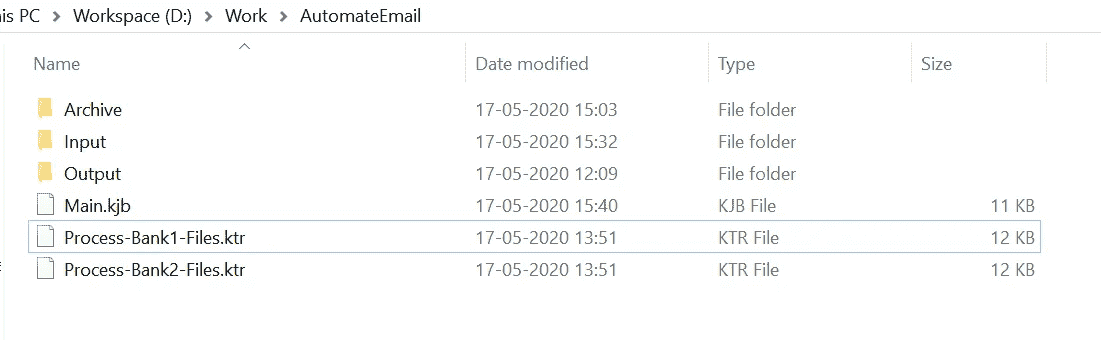 his PC > Workspace (D:) > Work > AutomateEmail
Name Date modified Type Size
Archive 17-05-2020 15:03 File folder
Input 17-05-2020 15:32 File folder
Output 17-05-2020 12:09 File folder
Main.kjb 17-05-2020 15:40 KJB File 11 KB
Process-Bank1-Files.ktr 17-05-2020 13:51 KTR File 12 KB
Process-Bank2-Files.ktr 17-05-2020 13:51 KTR File 12 KB